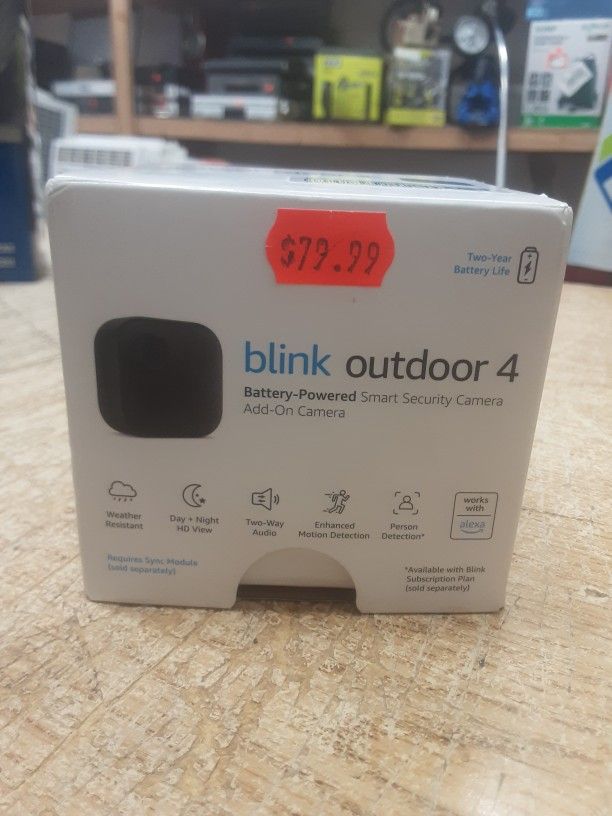 $79.99
Two-Year
Battery Life
blink outdoor 4
Battery-Powered Smart Security Camera
Add-On Camera
Weather
Resistant
Day + Night
HD View
Two-Way
Audio
Enhanced
Motion Detection
Person
Detection*
works
with
alexa
Requires Sync Module
(sold separately)
*Available with Blink
Subscription Plan
(sold separately)